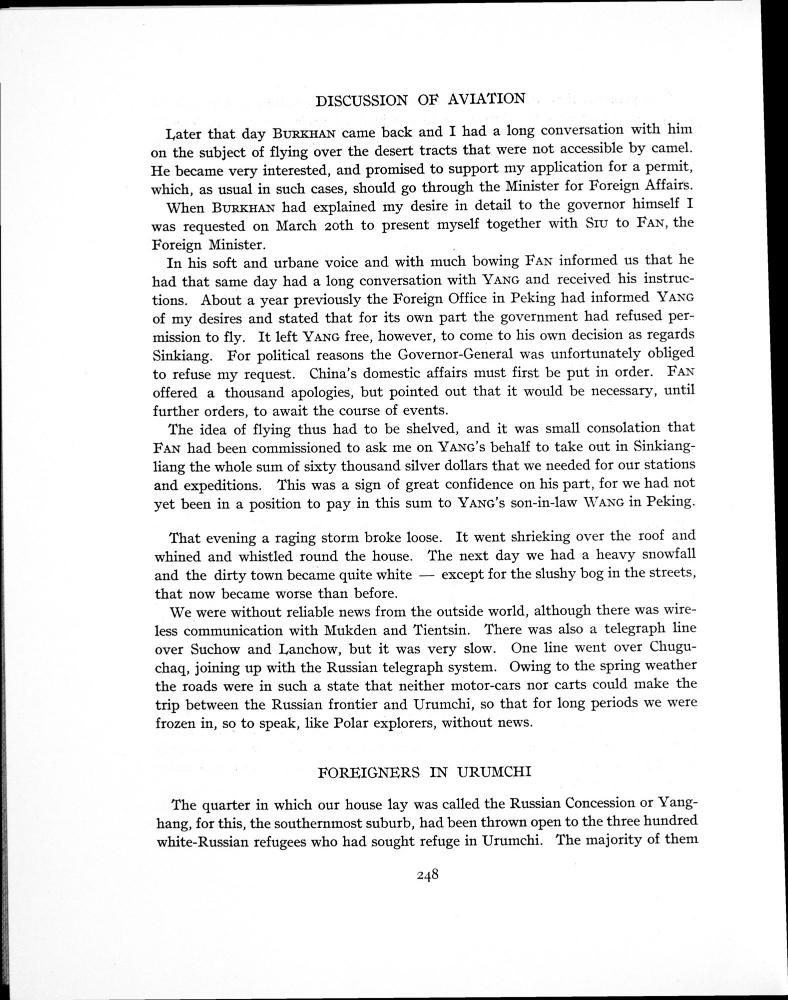 DISCUSSION OF AVIATION
Later that day BURKHAN came back and I had a long conversation with him
on the subject of flying over the desert tracts that were not accessible by camel.
He became very interested, and promised to support my application for a permit,
which, as usual in such cases, should go through the Minister for Foreign Affairs.
When BURKHAN had explained my desire in detail to the governor himself I
was requested on March 20th to present myself together with SIU to FAN, the
Foreign Minister.
In his soft and urbane voice and with much bowing FAN informed us that he
had that same day had a long conversation with YANG and received his instruc-
tions. About a year previously the Foreign Office in Peking had informed YANG
of my desires and stated that for its own part the government had refused per-
mission to fly. It left YANG free, however, to come to his own decision as regards
Sinkiang. For political reasons the Governor-General was unfortunately obliged
to refuse my request. China's domestic affairs must first be put in order. FAN
offered a thousand apologies, but pointed out that it would be necessary, until
further orders, to await the course of events.
The idea of flying thus had to be shelved, and it was small consolation that
FAN had been commissioned to ask me on YANG's behalf to take out in Sinkiang-
liang the whole sum of sixty thousand silver dollars that we needed for our stations
and expeditions. This was a sign of great confidence on his part, for we had not
yet been in a position to pay in this sum to YANG's son-in-law WANG in Peking.
That evening a raging storm broke loose. It went shrieking over the roof and
whined and whistled round the house. The next day we had a heavy snowfall
and the dirty town became quite white — except for the slushy bog in the streets,
that now became worse than before.
We were without reliable news from the outside world, although there was wire-
less communication with Mukden and Tientsin. There was also a telegraph line
over Suchow and Lanchow, but it was very slow. One line went over Chugu-
chaq, joining up with the Russian telegraph system. Owing to the spring weather
the roads were in such a state that neither motor-cars nor carts could make the
trip between the Russian frontier and Urumchi, so that for long periods we were
frozen in, so to speak, like Polar explorers, without news.
FOREIGNERS IN URUMCHI
The quarter in which our house lay was called the Russian Concession or Yang-
hang, for this, the southernmost suburb, had been thrown open to the three hundred
white-Russian refugees who had sought refuge in Urumchi. The majority of them
248